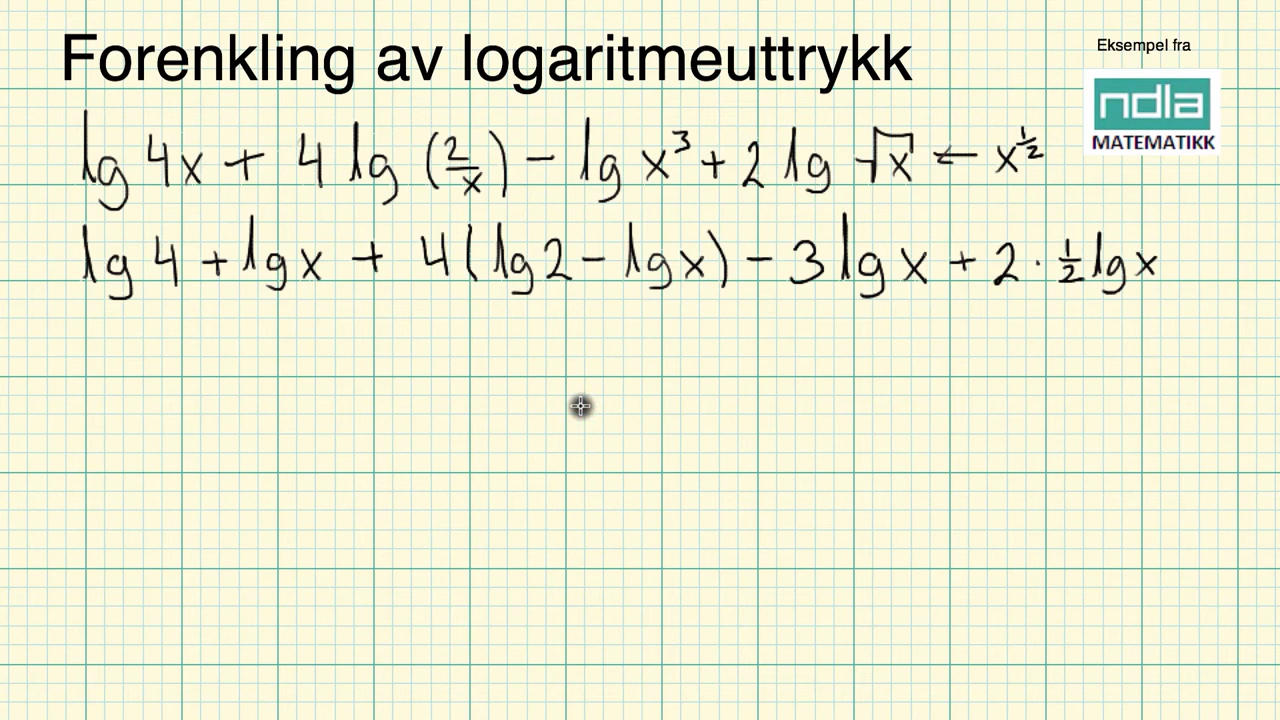 Forenkling av logaritmeuttrykk
Eksempel fra
ndla
MATEMATIKK
lg 4x + 4 lg (2/x) - lg x³ + 2 lg √x ← x^½
lg 4 + lg x + 4(lg 2 - lg x) - 3 lg x + 2 · ½ lg x